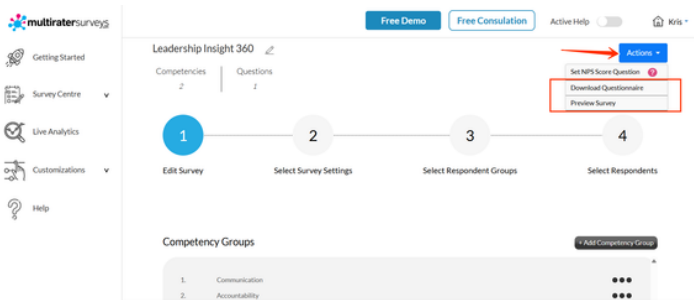 multiratersurveys
Free Demo
Free Consulation
Active Help
Kris
Getting Started
Survey Centre
Live Analytics
Customizations
Help
Leadership Insight 360
Competencies
Questions
2
1
Actions
Set NPS Score Question ?
Download Questionnaire
Preview Survey
1
2
3
4
Edit Survey
Select Survey Settings
Select Respondent Groups
Select Respondents
Competency Groups
+ Add Competency Group
1. Communication
2. Accountability